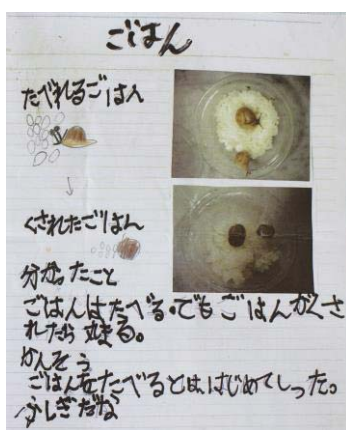 ごはん
たべれるごはん
くされたごはん
分かったこと
ごはんはたべる。でもごはんがくさ
れたら
かんそう
ごはんをたべるとは、はじめてしった。
ふしぎだな